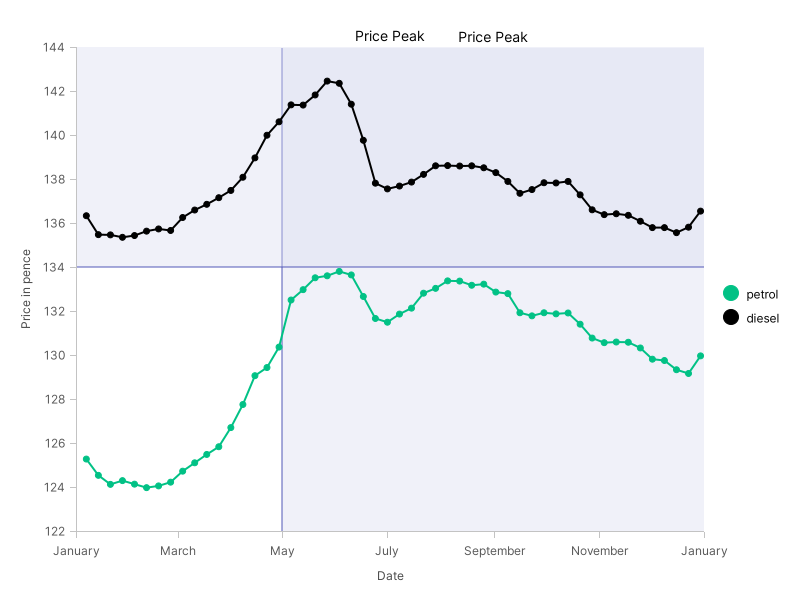 Price Peak Price Peak
144
142
140
138
136
134
132
130
128
126
124
122
Price in pence
January March May July September November January
Date
petrol
diesel